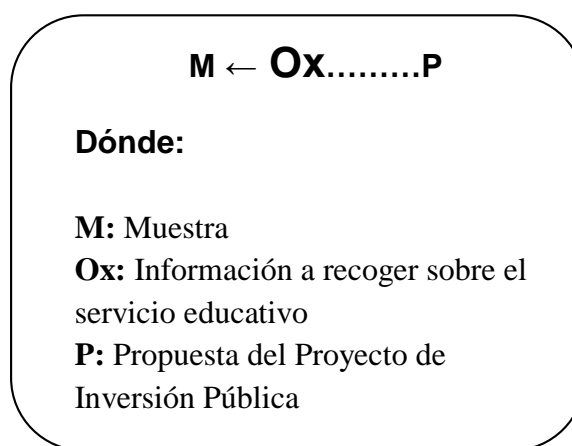 M ← Ox.........P
Dónde:
M: Muestra
Ox: Información a recoger sobre el
servicio educativo
P: Propuesta del Proyecto de
Inversión Pública